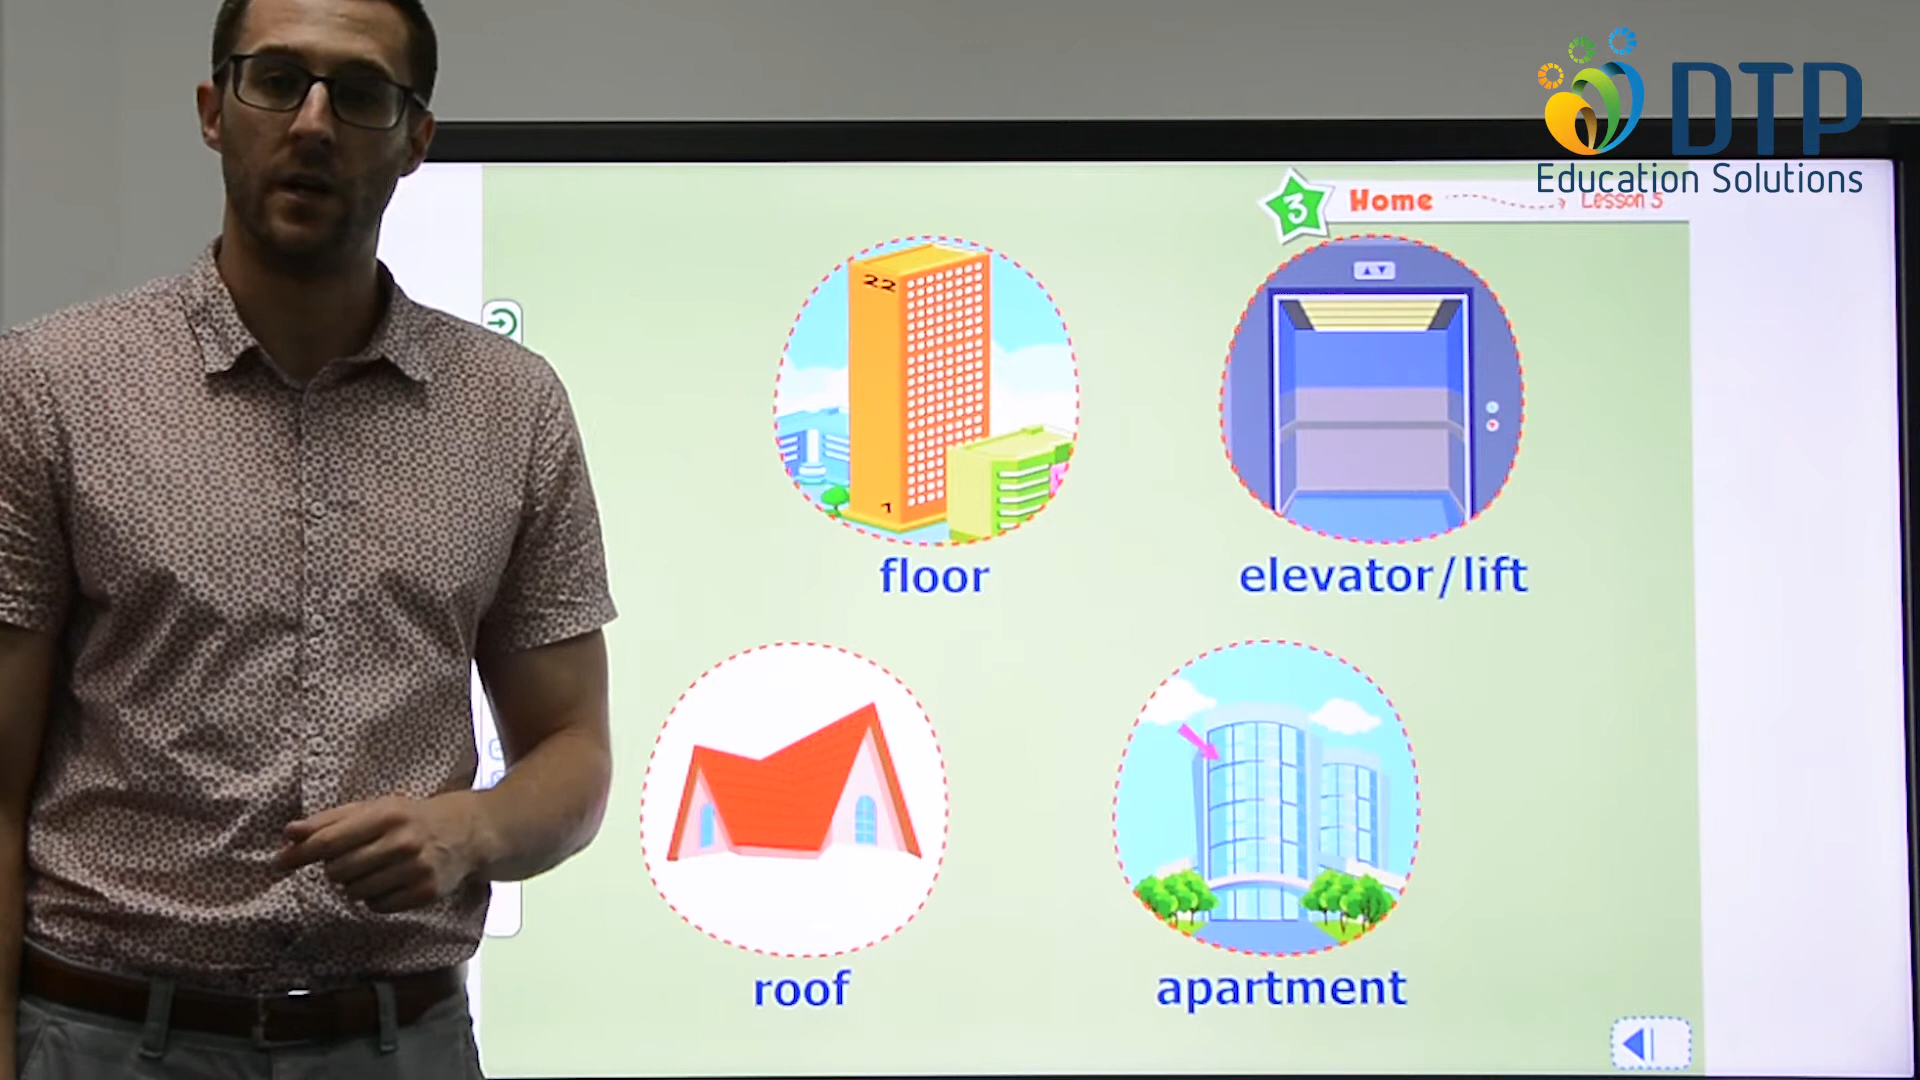 DTP
Education Solutions
3 Home Lesson 5
22
1
floor
elevator/lift
roof
apartment